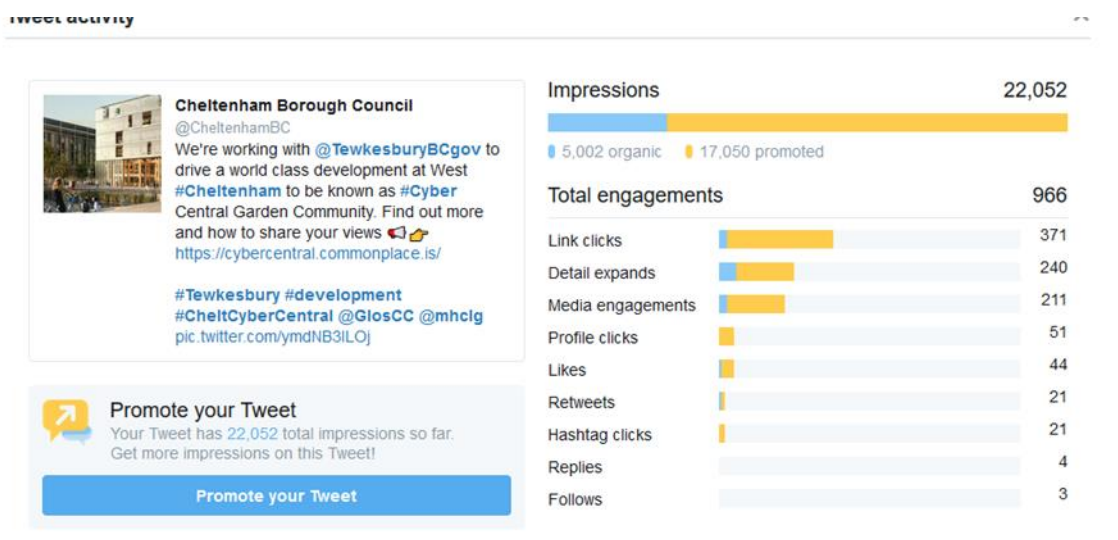 Tweet activity
Cheltenham Borough Council
@CheltenhamBC
We're working with @TewkesburyBCgov to
drive a world class development at West
#Cheltenham to be known as #Cyber
Central Garden Community. Find out more
and how to share your views 📢👉
https://cybercentral.commonplace.is/
#Tewkesbury #development
#CheltCyberCentral @GlosCC @mhclg
pic.twitter.com/ymdNB3lLOj
Promote your Tweet
Your Tweet has 22,052 total impressions so far.
Get more impressions on this Tweet!
Promote your Tweet
Impressions 22,052
5,002 organic 17,050 promoted
Total engagements 966
Link clicks 371
Detail expands 240
Media engagements 211
Profile clicks 51
Likes 44
Retweets 21
Hashtag clicks 21
Replies 4
Follows 3